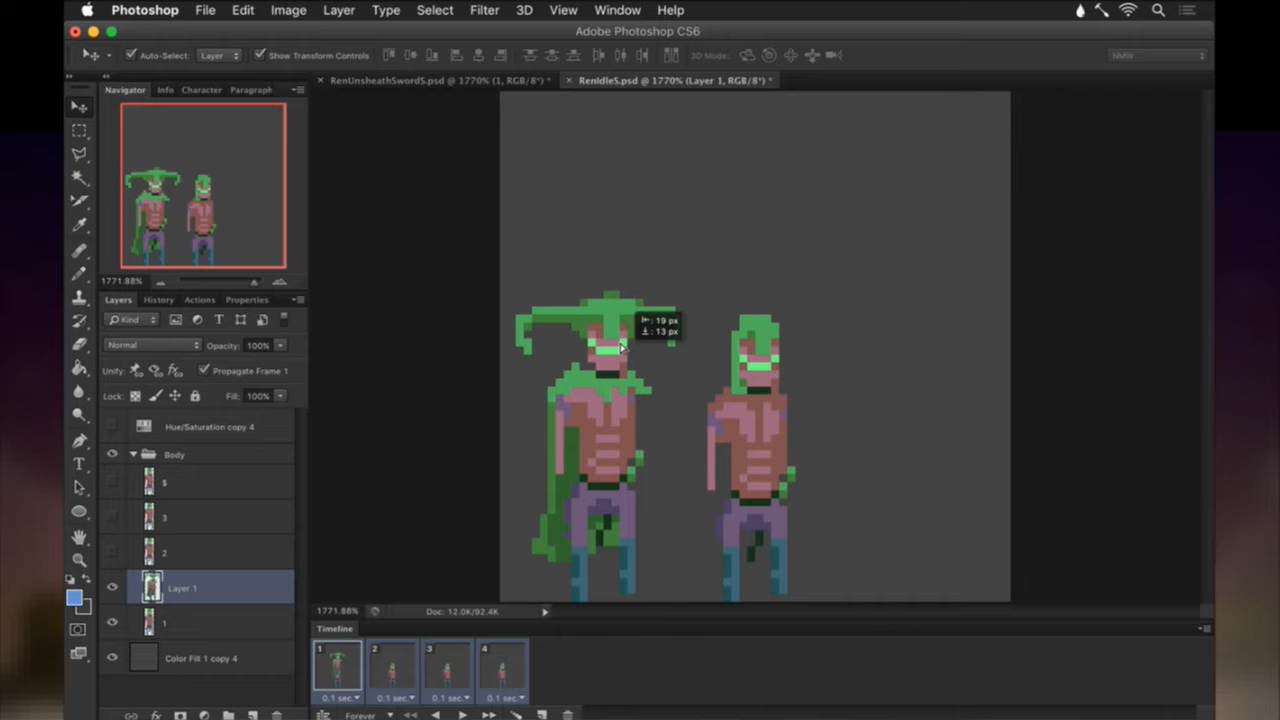 Photoshop File Edit Image Layer Type Select Filter 3D View Window Help
Adobe Photoshop CS6
Auto-Select: Layer Show Transform Controls 3D Mode: NMW
RenUnsheathSwordS.psd @ 1770% (1, RGB/8*) * RenIdleS.psd @ 1770% (Layer 1, RGB/8*) *
Navigator Info Character Paragraph
1771.88%
Layers History Actions Properties
Kind
Normal Opacity: 100%
Unify: Propagate Frame 1
Lock: Fill: 100%
Hue/Saturation copy 4
Body
5
3
2
Layer 1
1
Color Fill 1 copy 4
19 px
13 px
1771.88% Doc: 12.0K/92.4K
Timeline
1 2 3 4
0.1 sec. 0.1 sec. 0.1 sec. 0.1 sec.
Forever